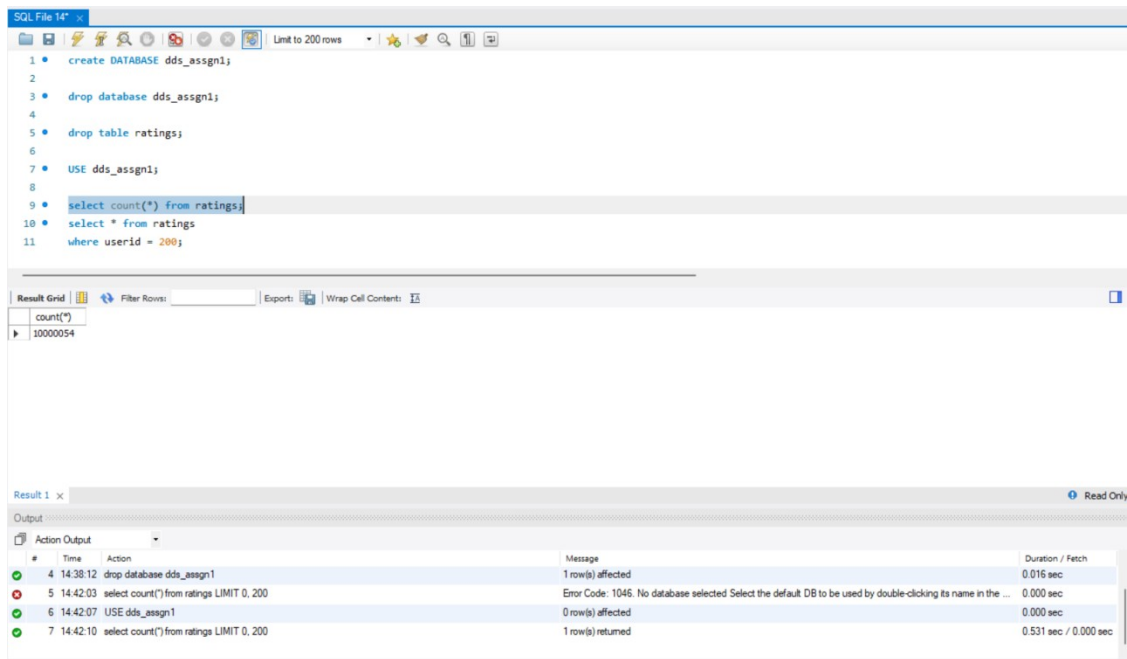 SQL File 14*
Limit to 200 rows
1 create DATABASE dds_assgn1;
2
3 drop database dds_assgn1;
4
5 drop table ratings;
6
7 USE dds_assgn1;
8
9 select count(*) from ratings;
10 select * from ratings
11 where userid = 200;
Result Grid Filter Rows: Export: Wrap Cell Content:
count(*)
10000054
Result 1 Read Only
Output
Action Output
# Time Action Message Duration / Fetch
4 14:38:12 drop database dds_assgn1 1 row(s) affected 0.016 sec
5 14:42:03 select count(*) from ratings LIMIT 0, 200 Error Code: 1046. No database selected Select the default DB to be used by double-clicking its name in the ... 0.000 sec
6 14:42:07 USE dds_assgn1 0 row(s) affected 0.000 sec
7 14:42:10 select count(*) from ratings LIMIT 0, 200 1 row(s) returned 0.531 sec / 0.000 sec